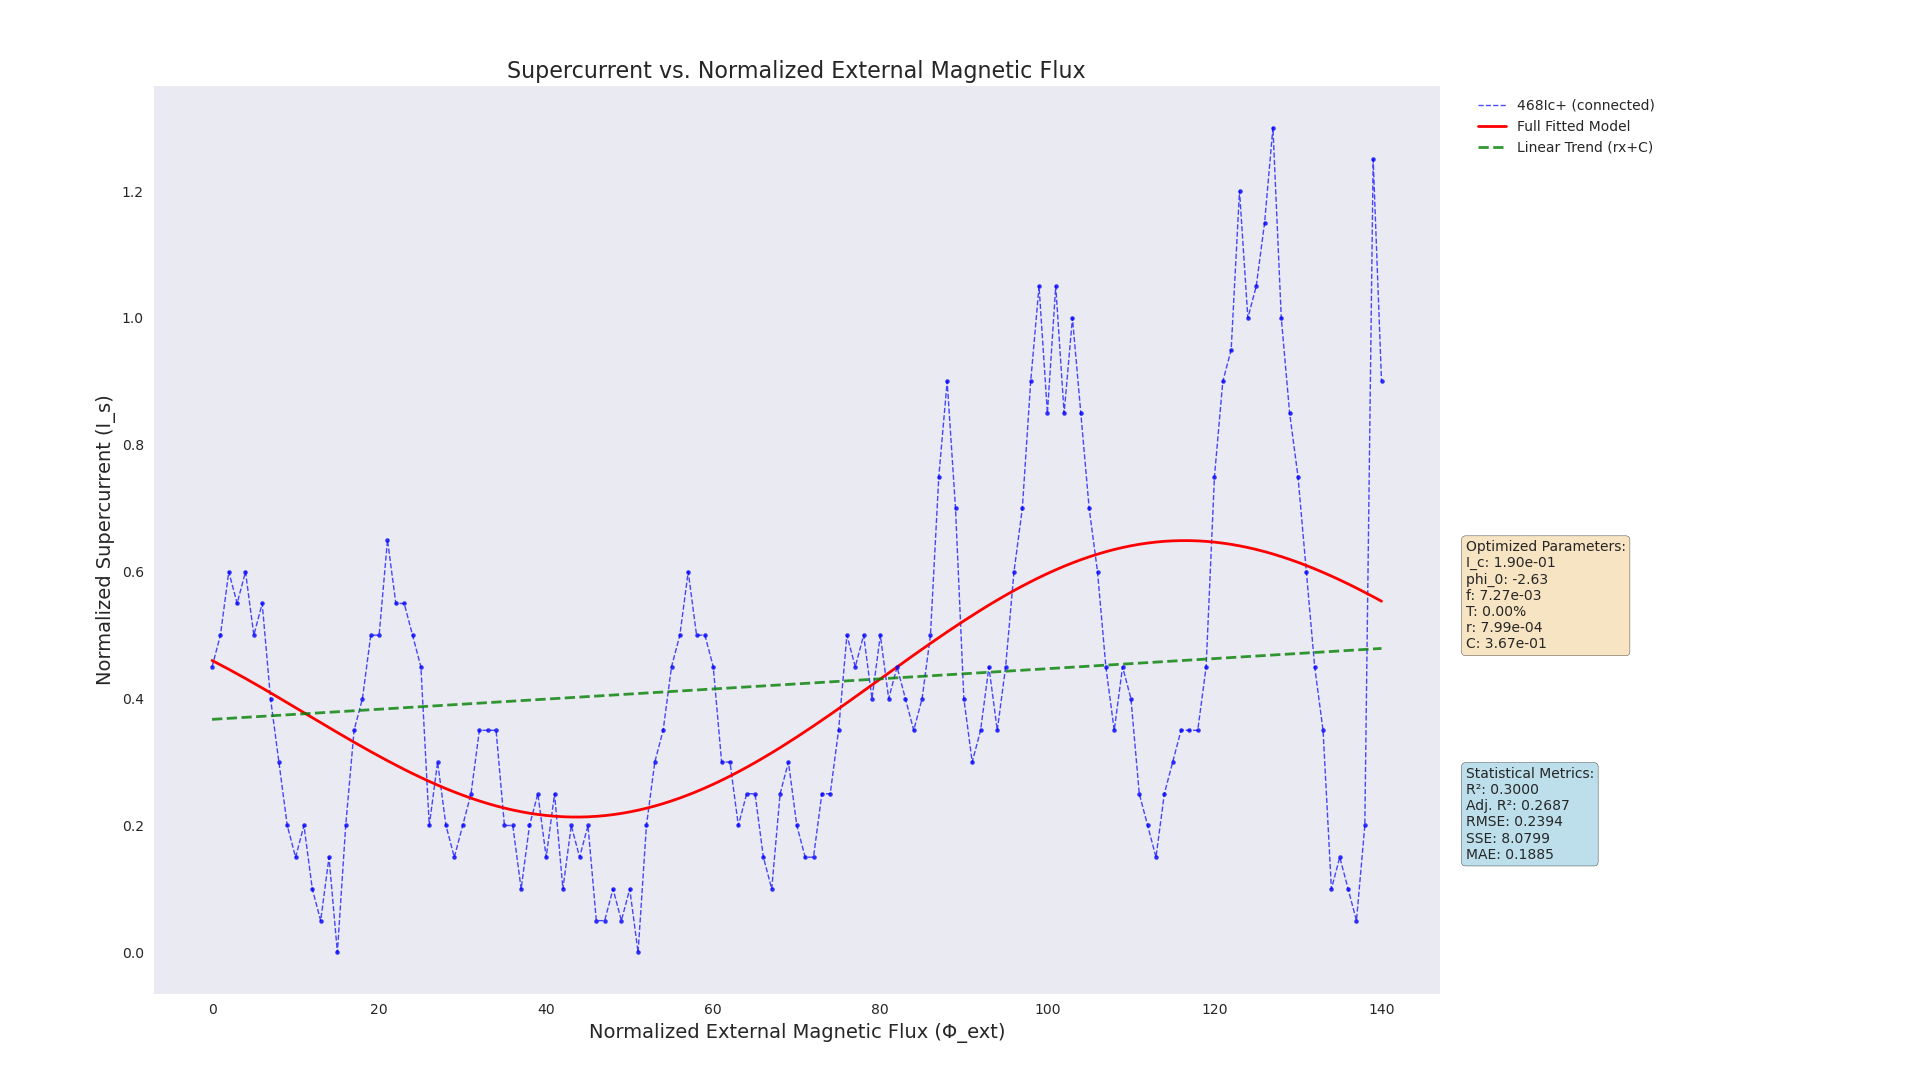 Supercurrent vs. Normalized External Magnetic Flux
468Ic+ (connected)
Full Fitted Model
Linear Trend (rx+C)
Normalized Supercurrent (I_s)
1.2
1.0
0.8
0.6
0.4
0.2
0.0
0 20 40 60 80 100 120 140
Normalized External Magnetic Flux (Φ_ext)
Optimized Parameters:
I_c: 1.90e-01
phi_0: -2.63
f: 7.27e-03
T: 0.00%
r: 7.99e-04
C: 3.67e-01
Statistical Metrics:
R²: 0.3000
Adj. R²: 0.2687
RMSE: 0.2394
SSE: 8.0799
MAE: 0.1885